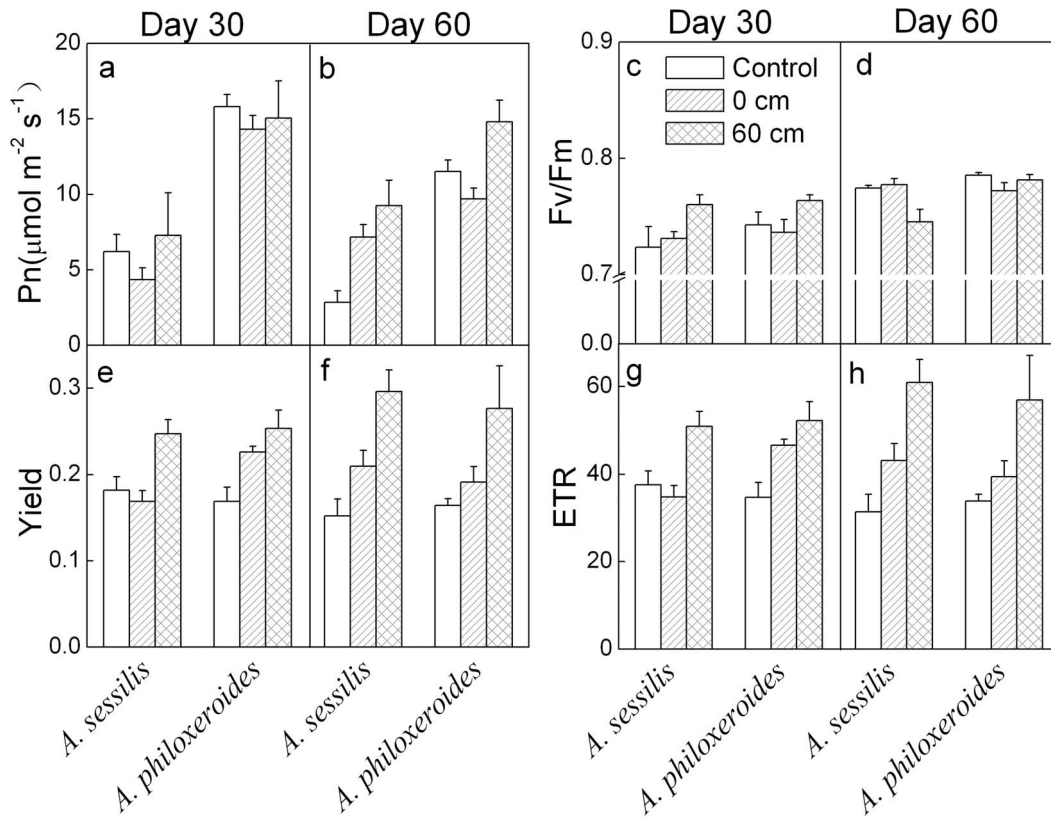 Day 30
Day 60
Day 30
Day 60
Pn(μmol m⁻² s⁻¹)
20
15
10
5
0
a
b
Fv/Fm
0.9
0.8
0.7
0.0
c
d
Control
0 cm
60 cm
Yield
0.3
0.2
0.1
0.0
e
f
ETR
60
40
20
0
g
h
A. sessilis
A. philoxeroides
A. sessilis
A. philoxeroides
A. sessilis
A. philoxeroides
A. sessilis
A. philoxeroides